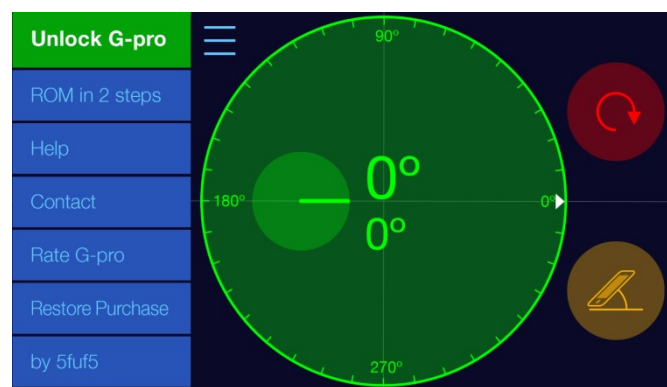 Unlock G-pro
ROM in 2 steps
Help
Contact
Rate G-pro
Restore Purchase
by 5fuf5
90º
0º
180º
0º
0º
270º